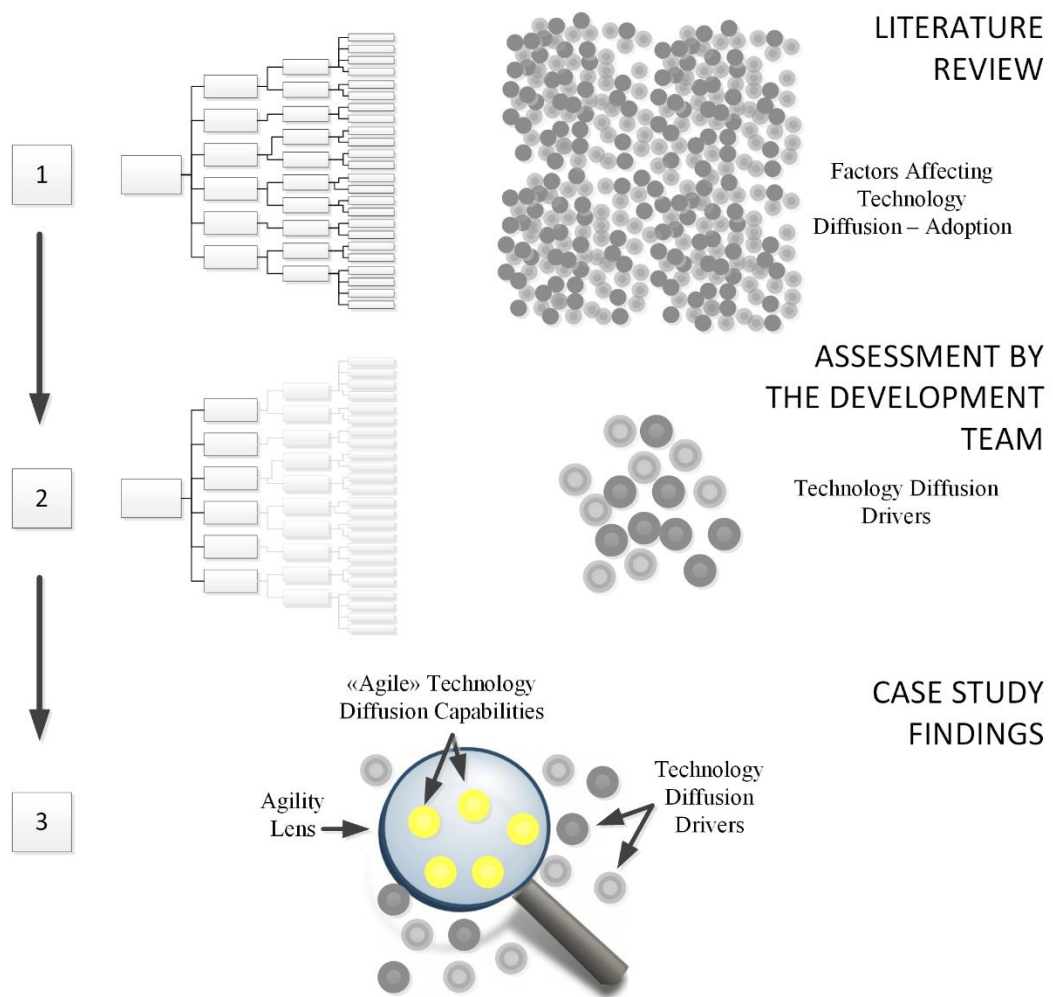 LITERATURE
REVIEW
1
Factors Affecting
Technology
Diffusion – Adoption
ASSESSMENT BY
THE DEVELOPMENT
TEAM
2
Technology Diffusion
Drivers
CASE STUDY
FINDINGS
3
«Agile» Technology
Diffusion Capabilities
Agility
Lens
Technology
Diffusion
Drivers